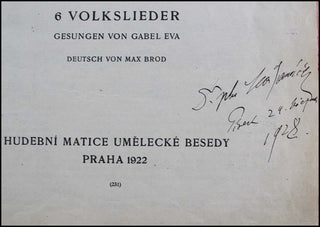 6 VOLKSLIEDER
GESUNGEN VON GABEL EVA
DEUTSCH VON MAX BROD
HUDEBNÍ MATICE UMĚLECKÉ BESEDY
PRAHA 1922
(231)
1928